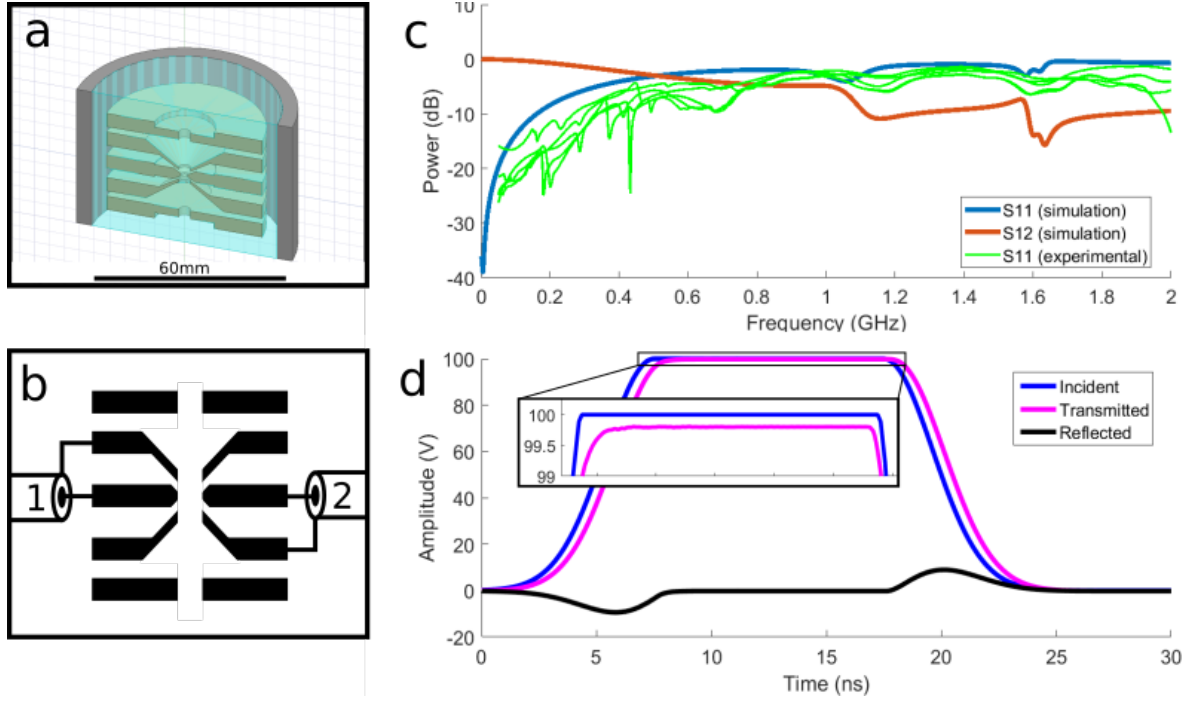 a
60mm
b
1
2
c
10
0
-10
-20
-30
-40
Power (dB)
S11 (simulation)
S12 (simulation)
S11 (experimental)
0 0.2 0.4 0.6 0.8 1 1.2 1.4 1.6 1.8 2
Frequency (GHz)
d
100
80
60
40
20
0
-20
Amplitude (V)
100
99.5
99
Incident
Transmitted
Reflected
0 5 10 15 20 25 30
Time (ns)